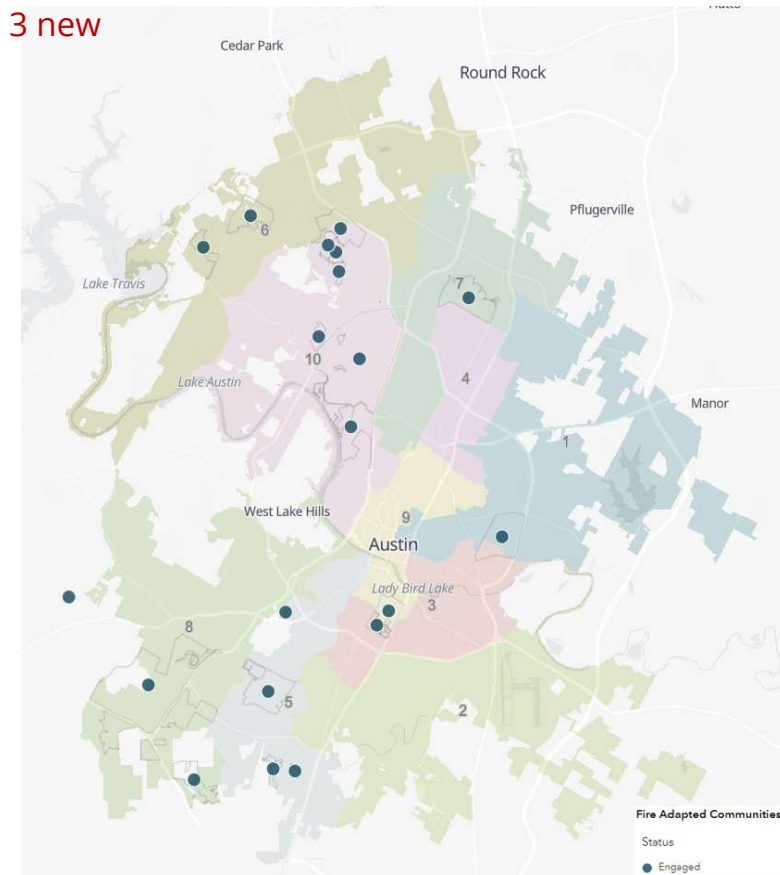 3 new
Cedar Park
Round Rock
Pflugerville
6
7
Lake Travis
10
4
Lake Austin
Manor
1
West Lake Hills
9
Austin
Lady Bird Lake
3
8
5
2
Fire Adapted Communities
Status
Engaged